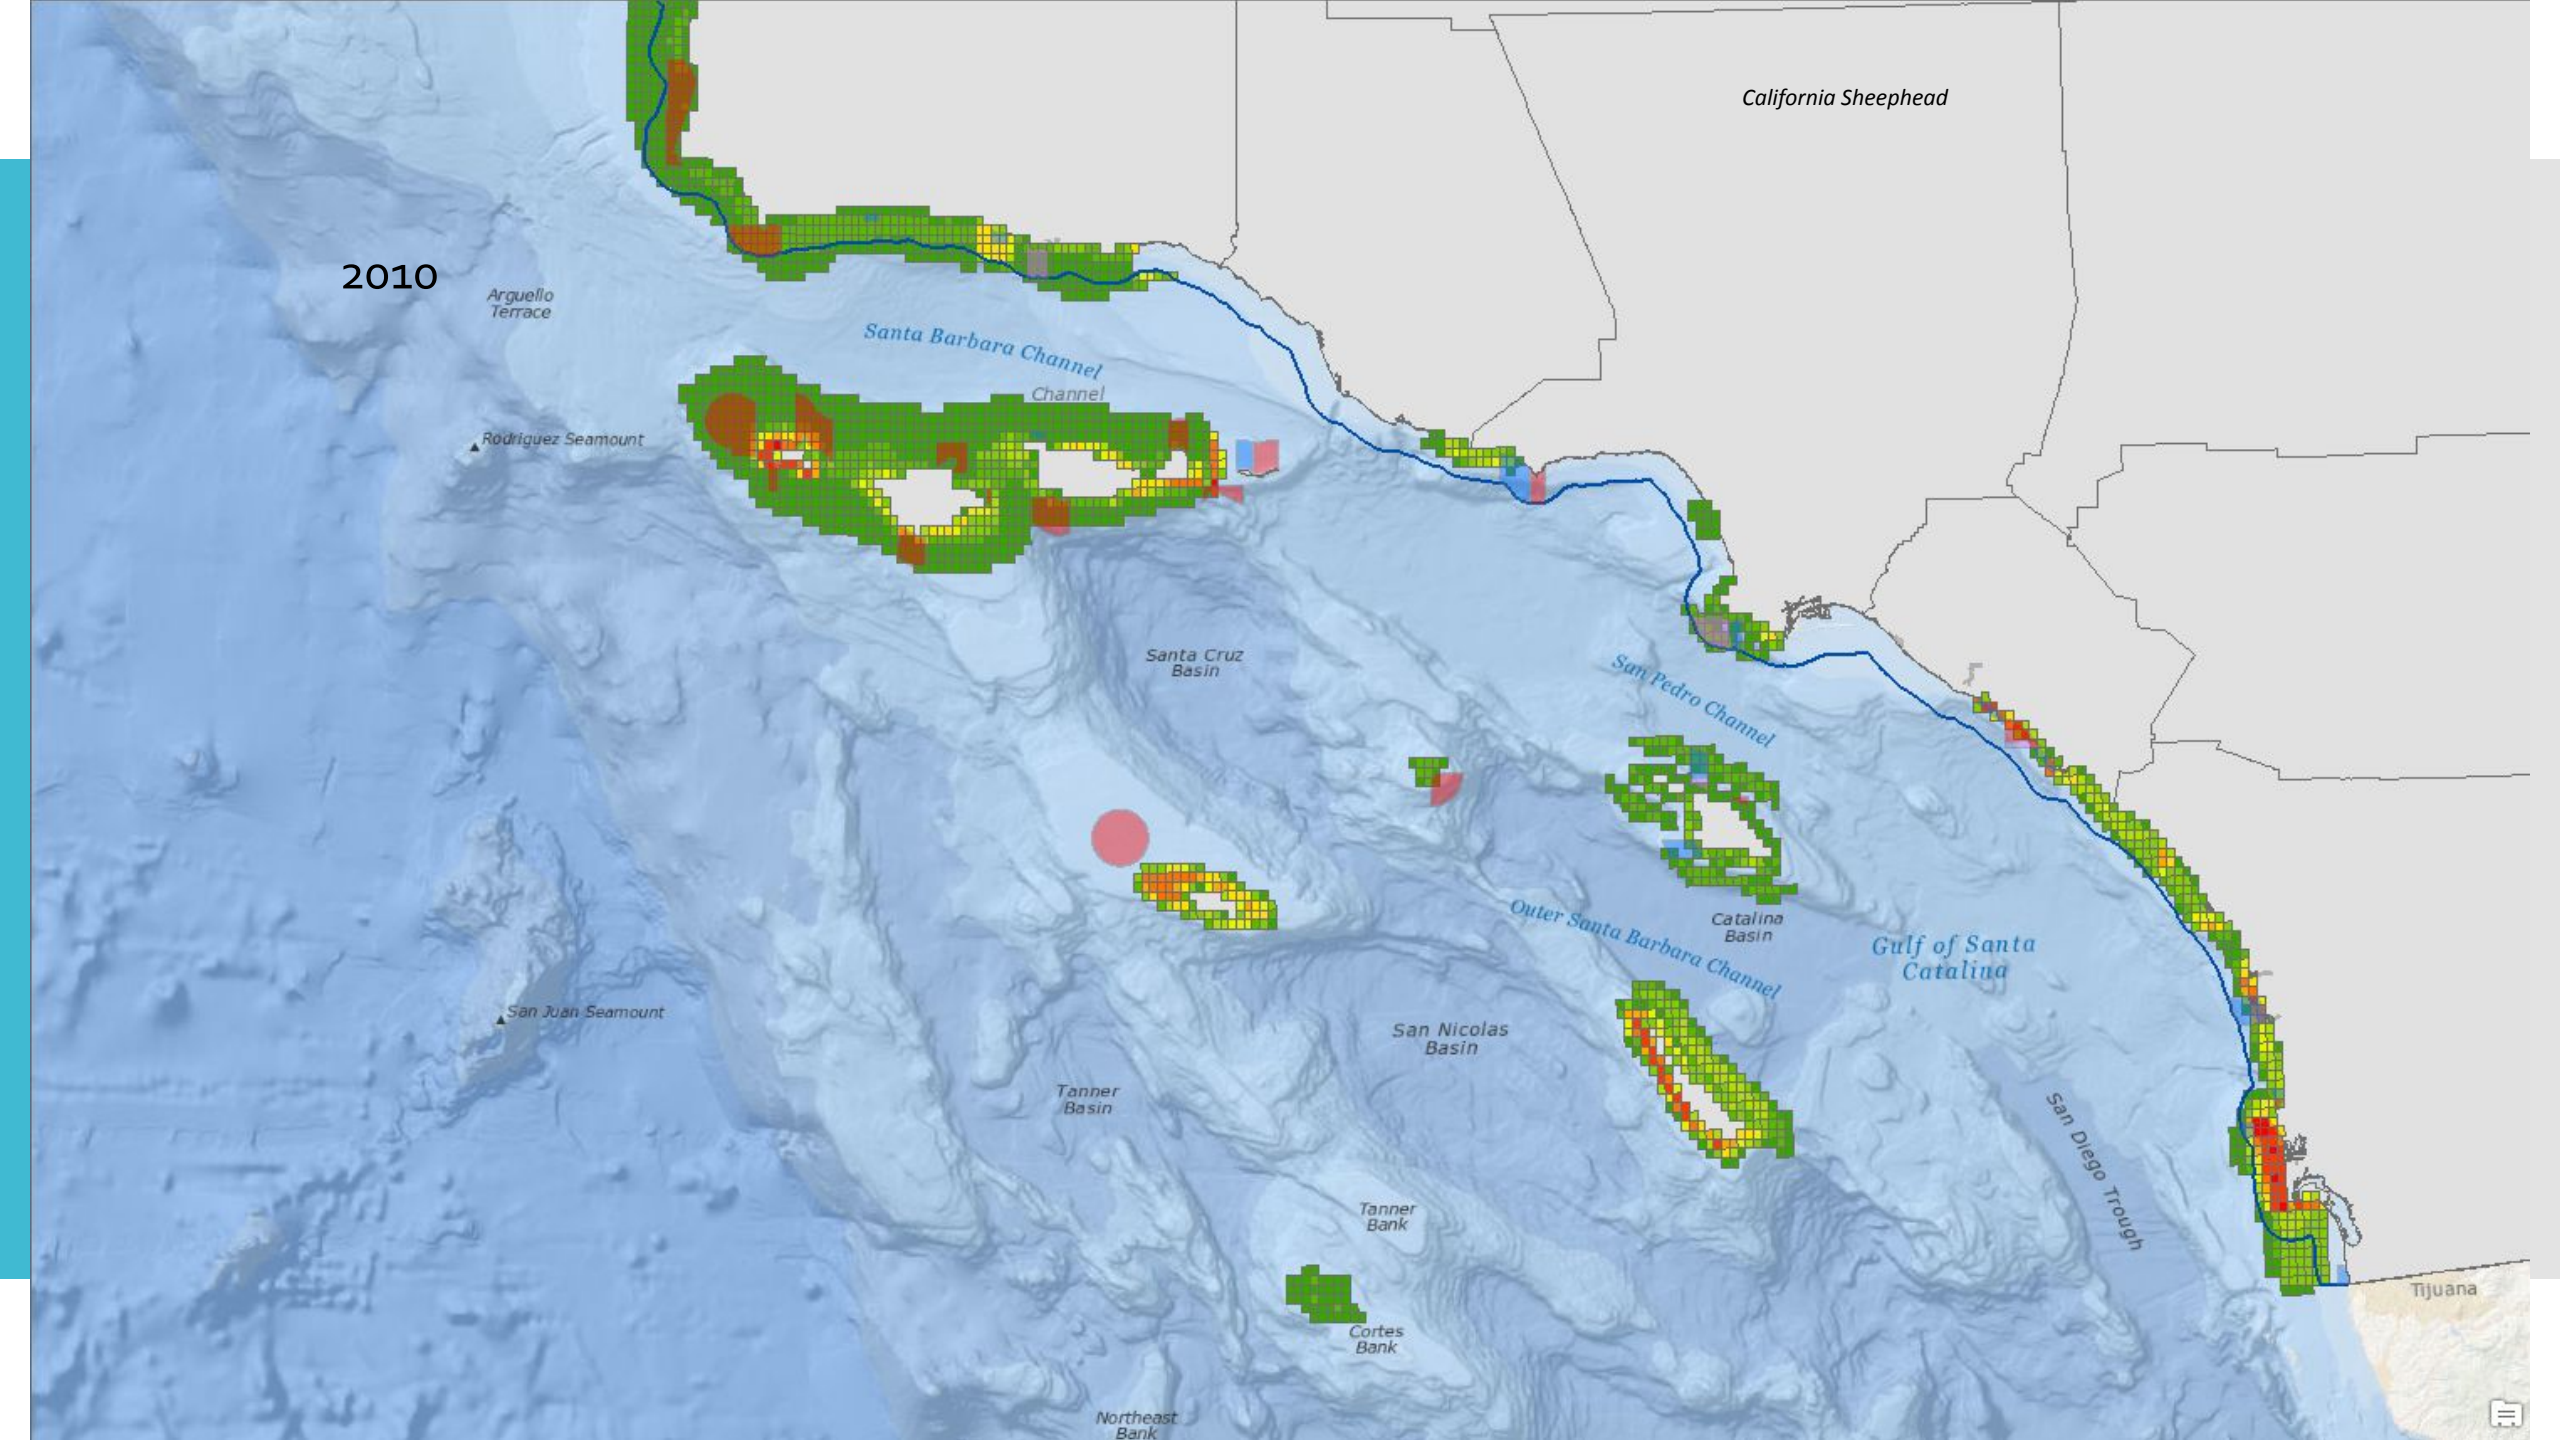 California Sheephead
2010
Arguello
Terrace
Santa Barbara Channel
Channel
Rodriguez Seamount
Santa Cruz
Basin
San Pedro Channel
Outer Santa Barbara Channel
Catalina
Basin
Gulf of Santa
Catalina
San Juan Seamount
San Nicolas
Basin
Tanner
Basin
San Diego Trough
Tanner
Bank
Tijuana
Cortes
Bank
Northeast
Bank